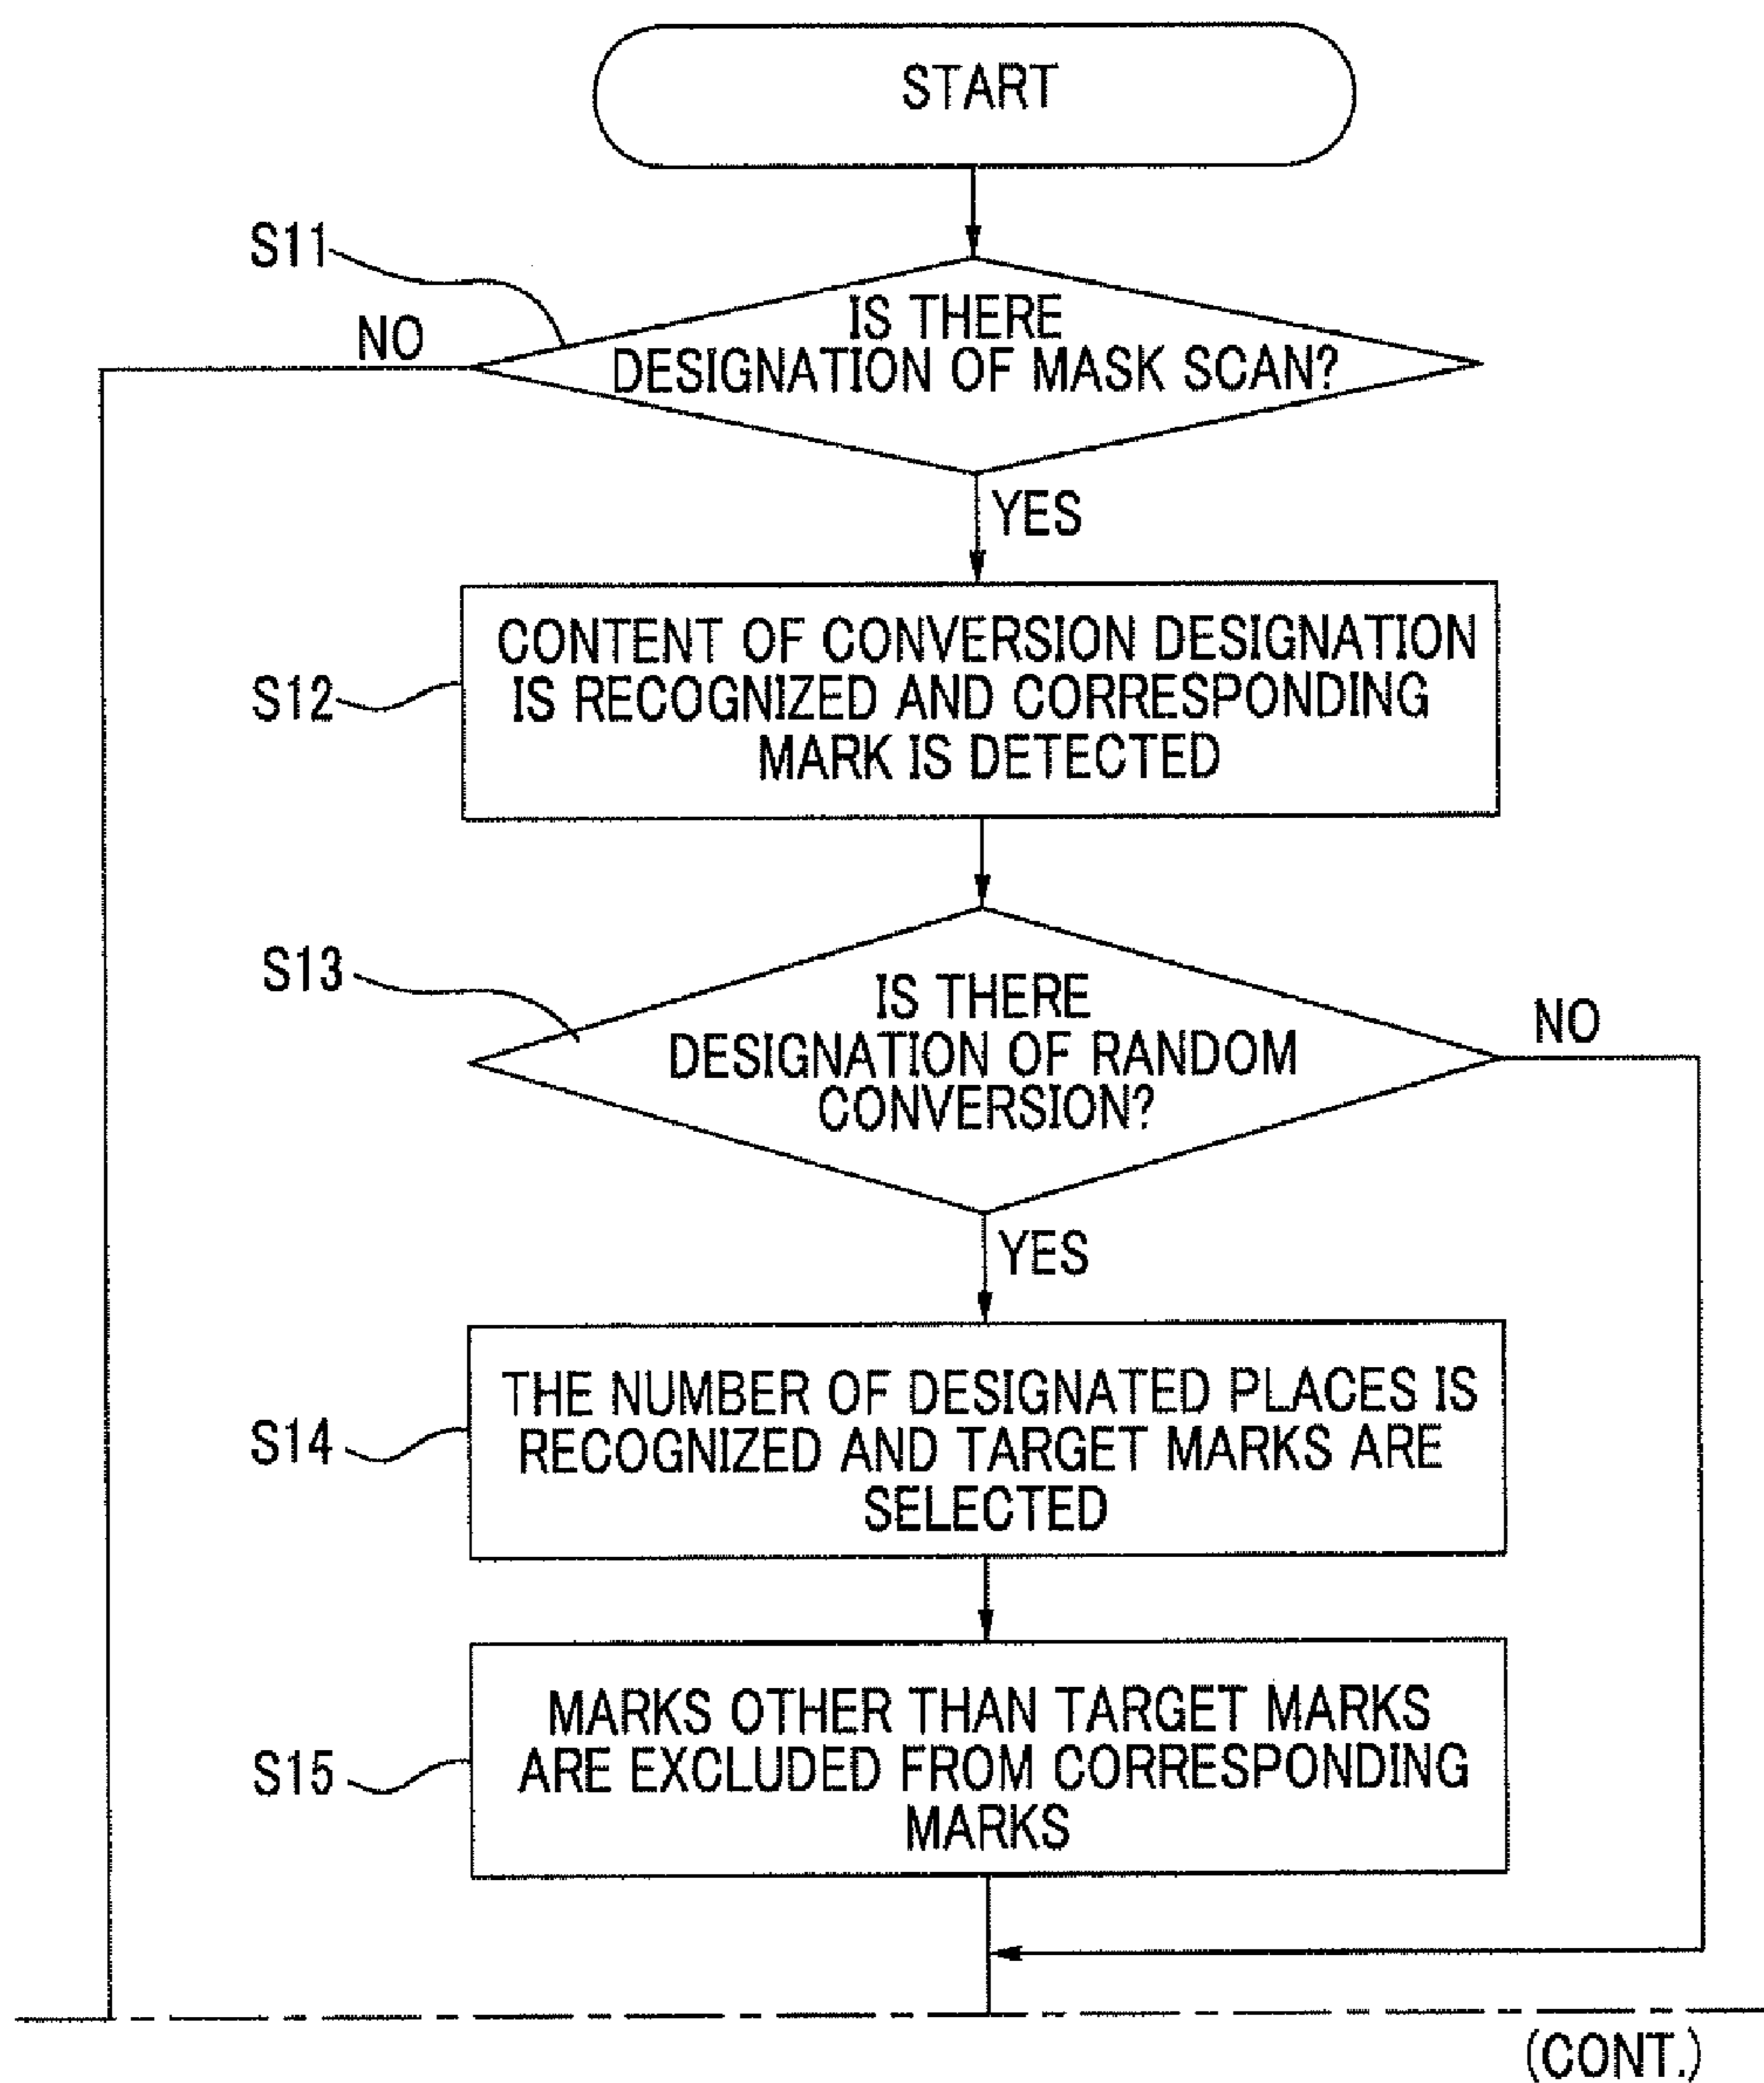 START
S11
NO
IS THERE
DESIGNATION OF MASK SCAN?
YES
S12
CONTENT OF CONVERSION DESIGNATION
IS RECOGNIZED AND CORRESPONDING
MARK IS DETECTED
S13
IS THERE
DESIGNATION OF RANDOM
CONVERSION?
NO
YES
S14
THE NUMBER OF DESIGNATED PLACES IS
RECOGNIZED AND TARGET MARKS ARE
SELECTED
S15
MARKS OTHER THAN TARGET MARKS
ARE EXCLUDED FROM CORRESPONDING
MARKS
(CONT.)